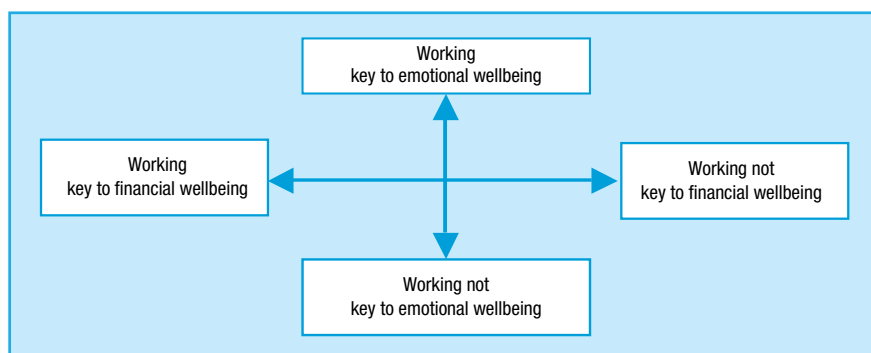 Working
key to emotional wellbeing
Working
key to financial wellbeing
Working not
key to financial wellbeing
Working not
key to emotional wellbeing